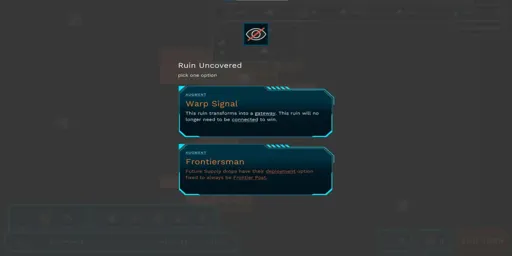 Ruin Uncovered
pick one option
AUGMENT
Warp Signal
This ruin transforms into a gateway. This ruin will no
longer need to be connected to win.
AUGMENT
Frontiersman
Future Supply Drops have their deployment option
fixed to always be Frontier Post.